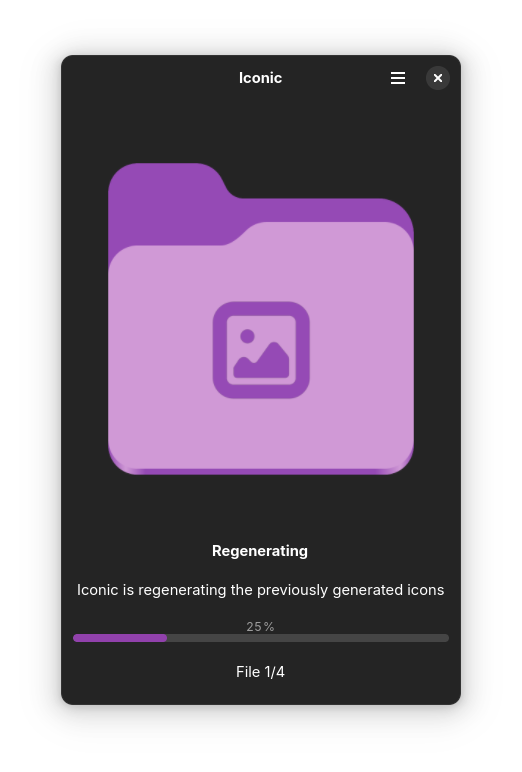 Iconic
Regenerating
Iconic is regenerating the previously generated icons
25%
File 1/4